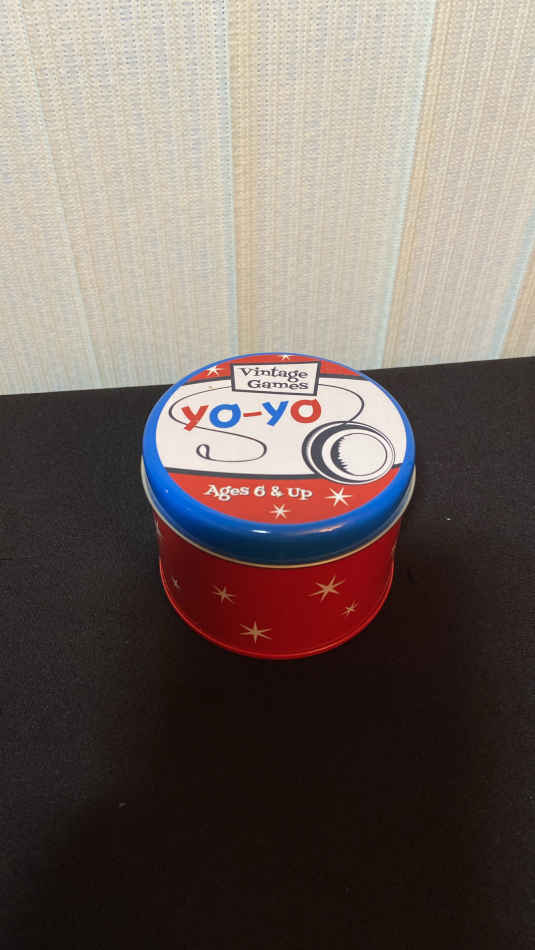 Vintage
Games
YO-YO
Ages 6 & Up